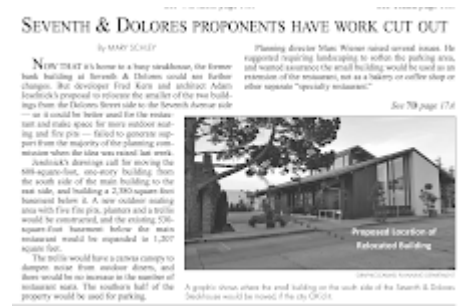 SEVENTH & DOLORES PROPONENTS HAVE WORK CUT OUT
By MARY SCHLEY
NOW THAT it's home to a busy steakhouse, the former
bank building at Seventh & Dolores could see further
changes. But developer Fred Kern and architect Adam
Jeselnick's proposal to relocate the smaller of the two build-
ings from the Dolores Street side to the Seventh Avenue side
— so it could be better used for the restau-
rant and make space for more outdoor seat-
ing and fire pits — failed to generate sup-
port from the majority of the planning com-
mission when the idea was raised last week.
Jeselnick's drawings call for moving the
688-square-foot, one-story building from
the south side of the main building to the
east side, and building a 2,380-square-foot
basement below it. A new outdoor seating
area with five fire pits, planters and a trellis
would be constructed, and the existing 536-
square-foot basement below the main
restaurant would be expanded to 1,207
square feet.
The trellis would have a canvas canopy to
dampen noise from outdoor diners, and
there would be no increase in the number of
restaurant seats. The southern half of the
property would be used for parking.
Planning director Marc Wiener raised several issues. He
suggested requiring landscaping to soften the parking area,
and wanted assurance the small building would be used as an
extension of the restaurant, not as a bakery or coffee shop or
other separate "specialty restaurant."
See 7D page 17A
Proposed Location of
Relocated Building
A graphic shows where the small building on the south side of the Seventh & Dolores
Steakhouse would be moved, if the city OKs it.